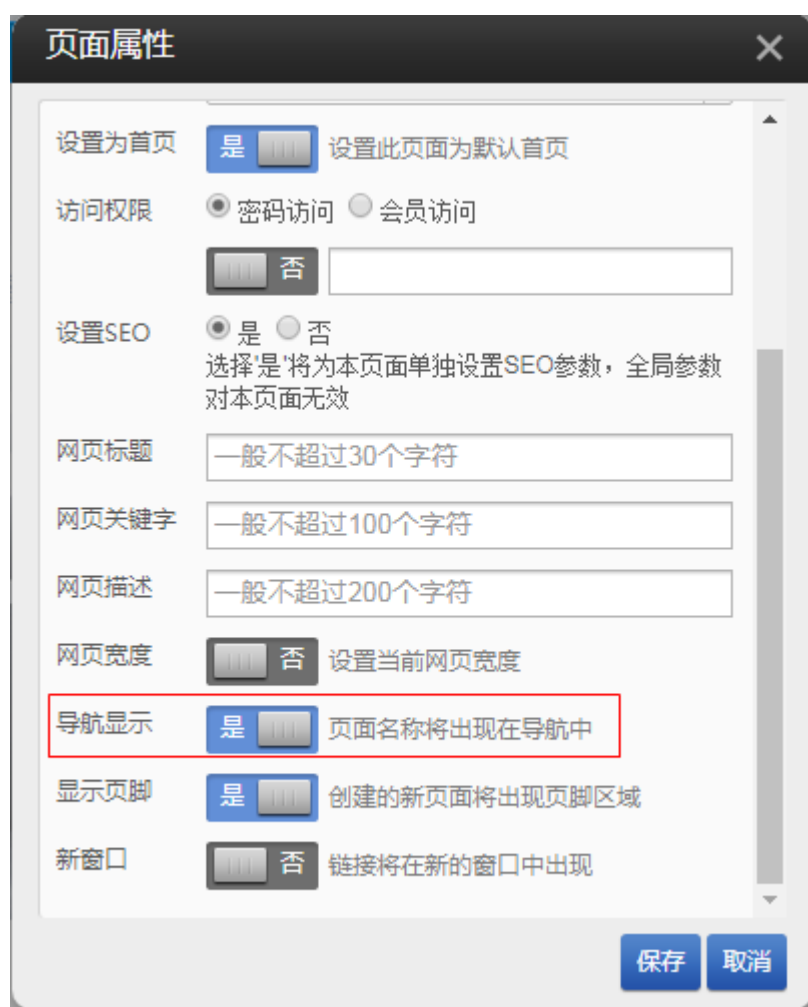 页面属性
设置为首页 是 设置此页面为默认首页
访问权限 密码访问 会员访问
否
设置SEO 是 否
选择'是'将为本页面单独设置SEO参数，全局参数
对本页面无效
网页标题 一般不超过30个字符
网页关键字 一般不超过100个字符
网页描述 一般不超过200个字符
网页宽度 否 设置当前网页宽度
导航显示 是 页面名称将出现在导航中
显示页脚 是 创建的新页面将出现页脚区域
新窗口 否 链接将在新的窗口中出现
保存 取消